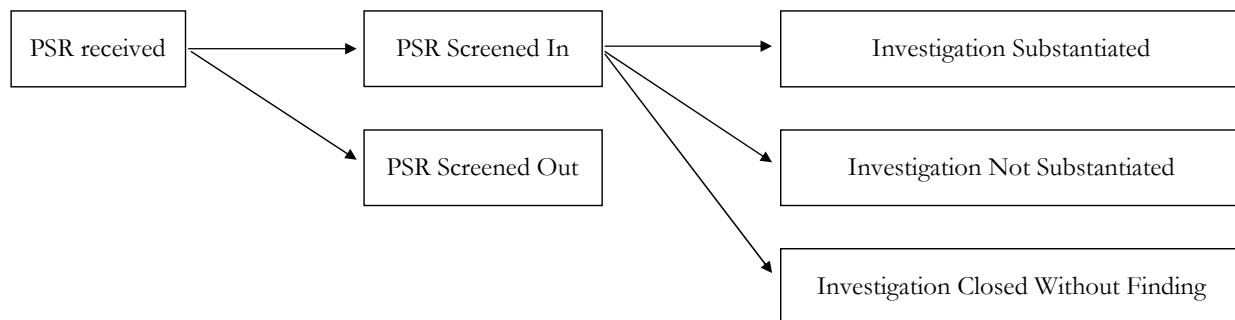 PSR received
PSR Screened In
Investigation Substantiated
PSR Screened Out
Investigation Not Substantiated
Investigation Closed Without Finding